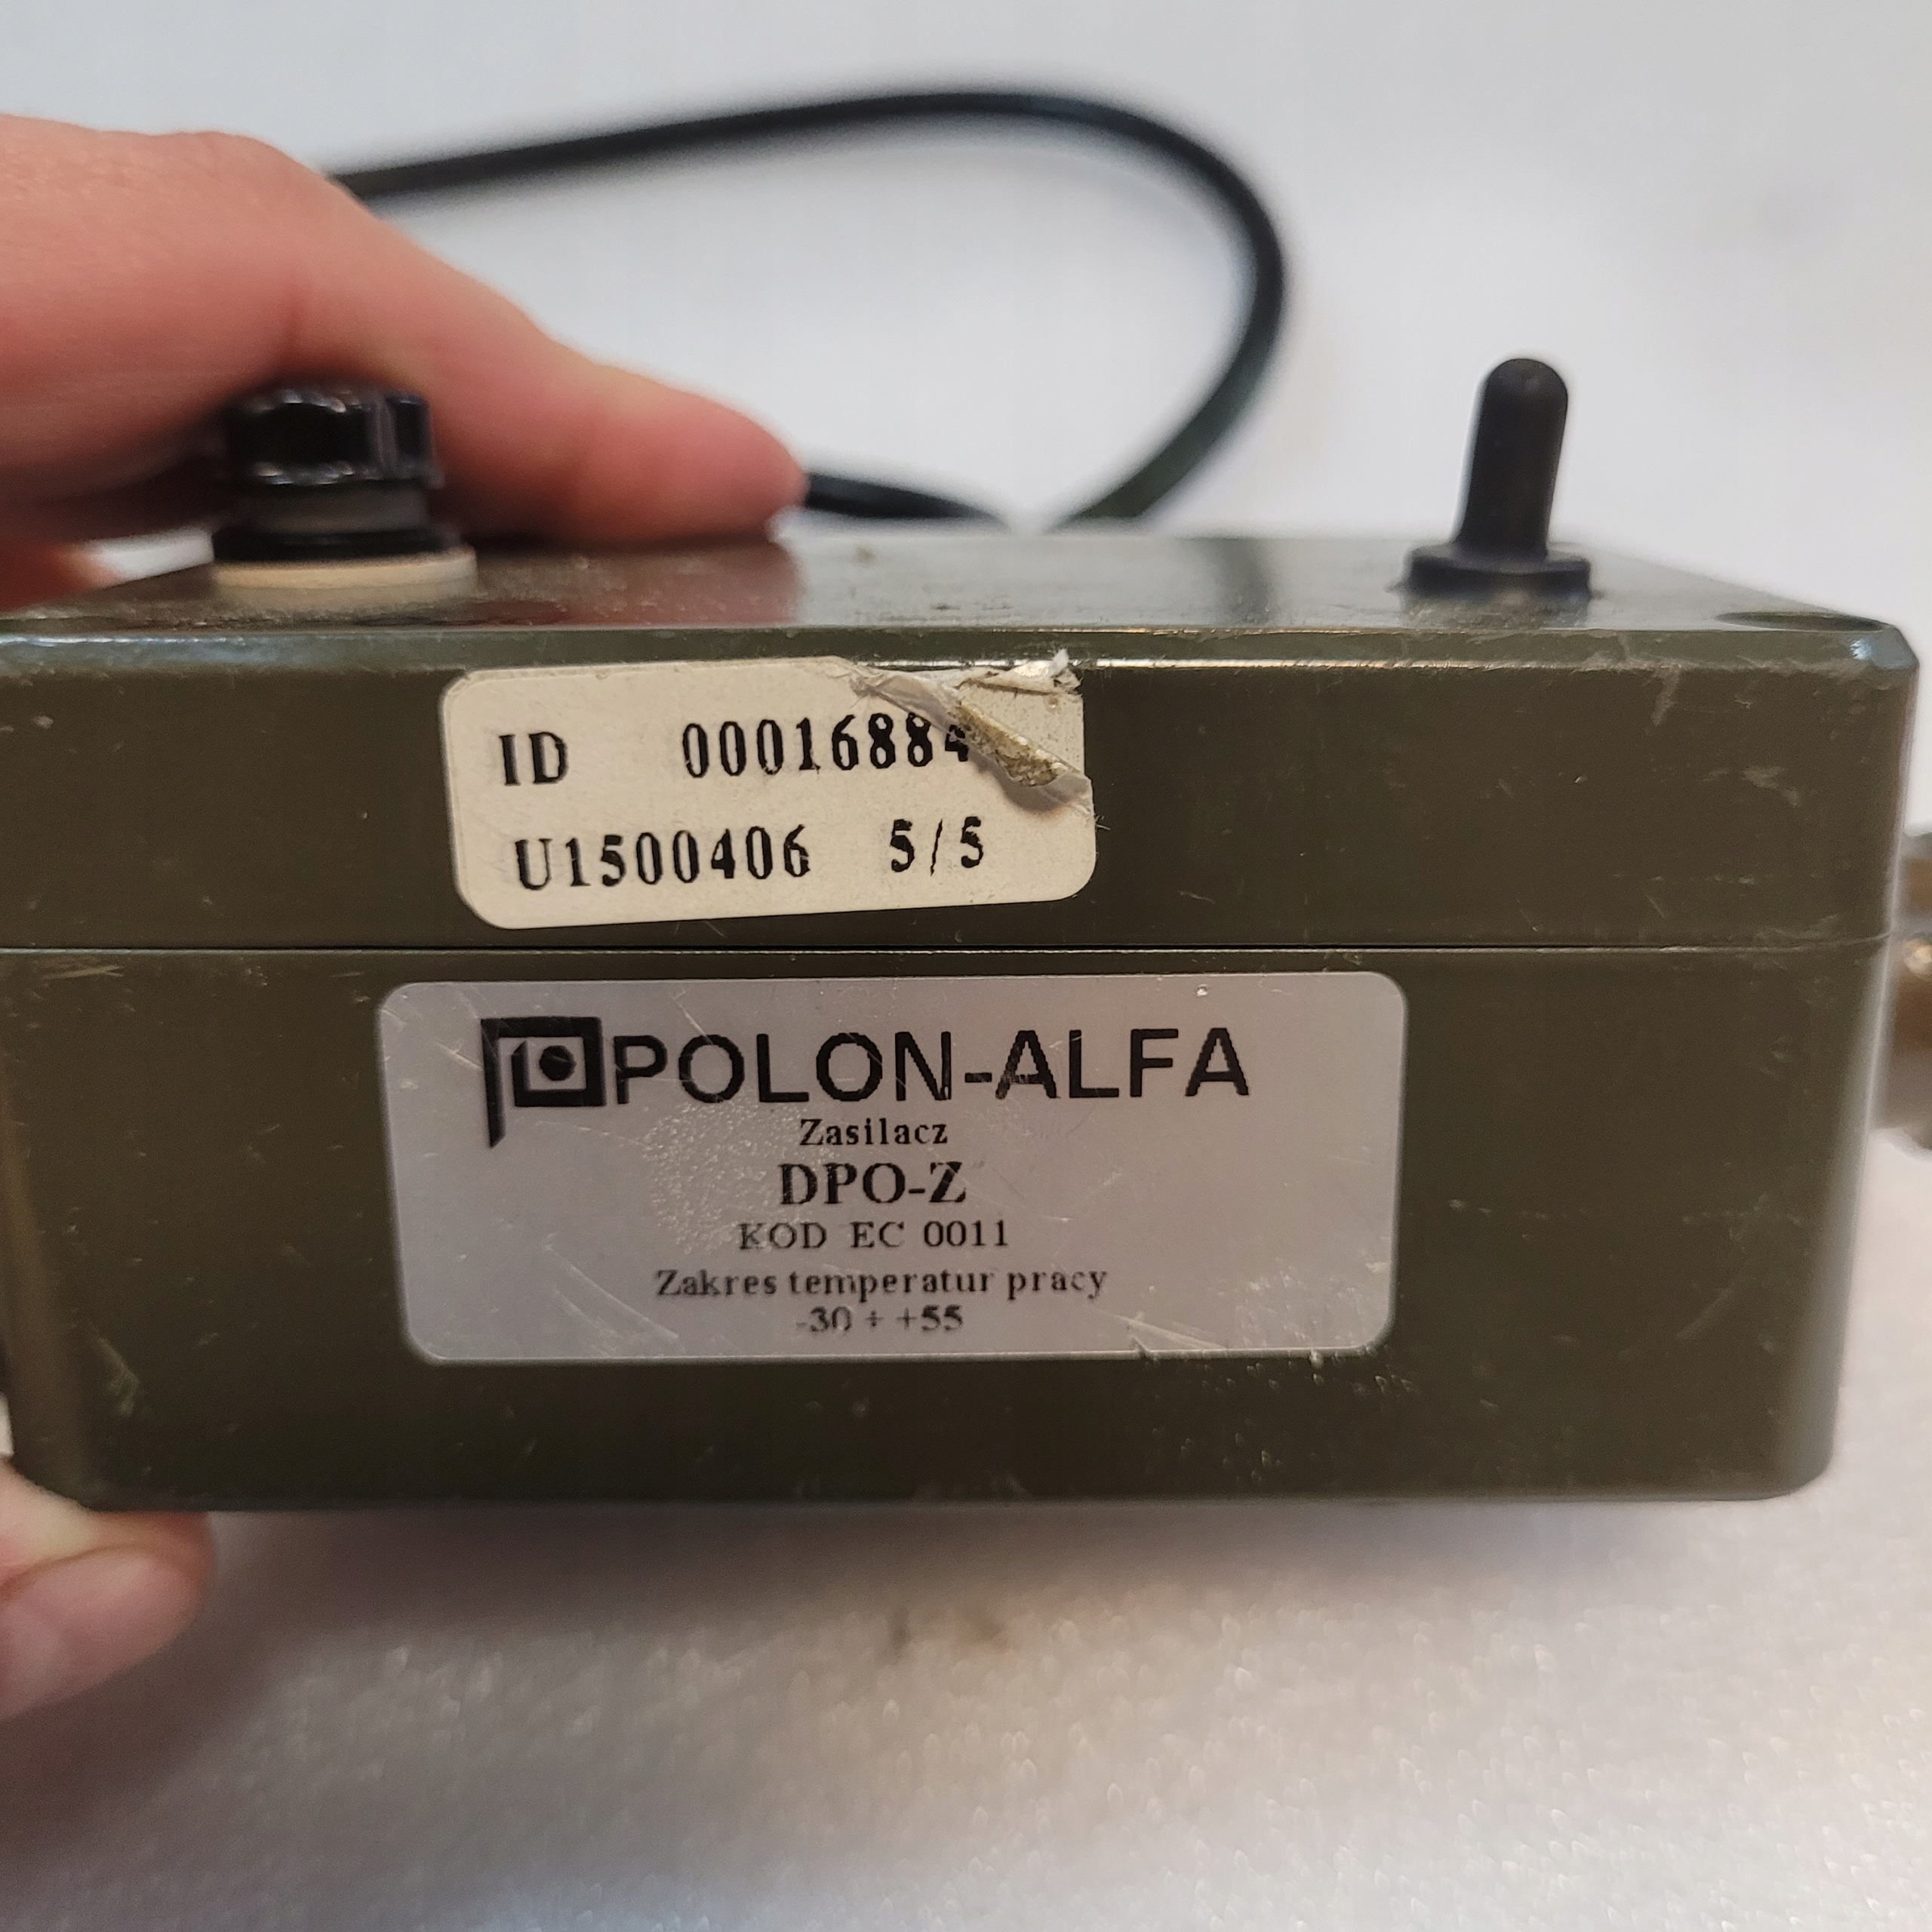 ID 00016884
U1500406 5/5
POLON-ALFA
Zasilacz
DPO-Z
KOD EC 0011
Zakres temperatur pracy
-30 ÷ +55